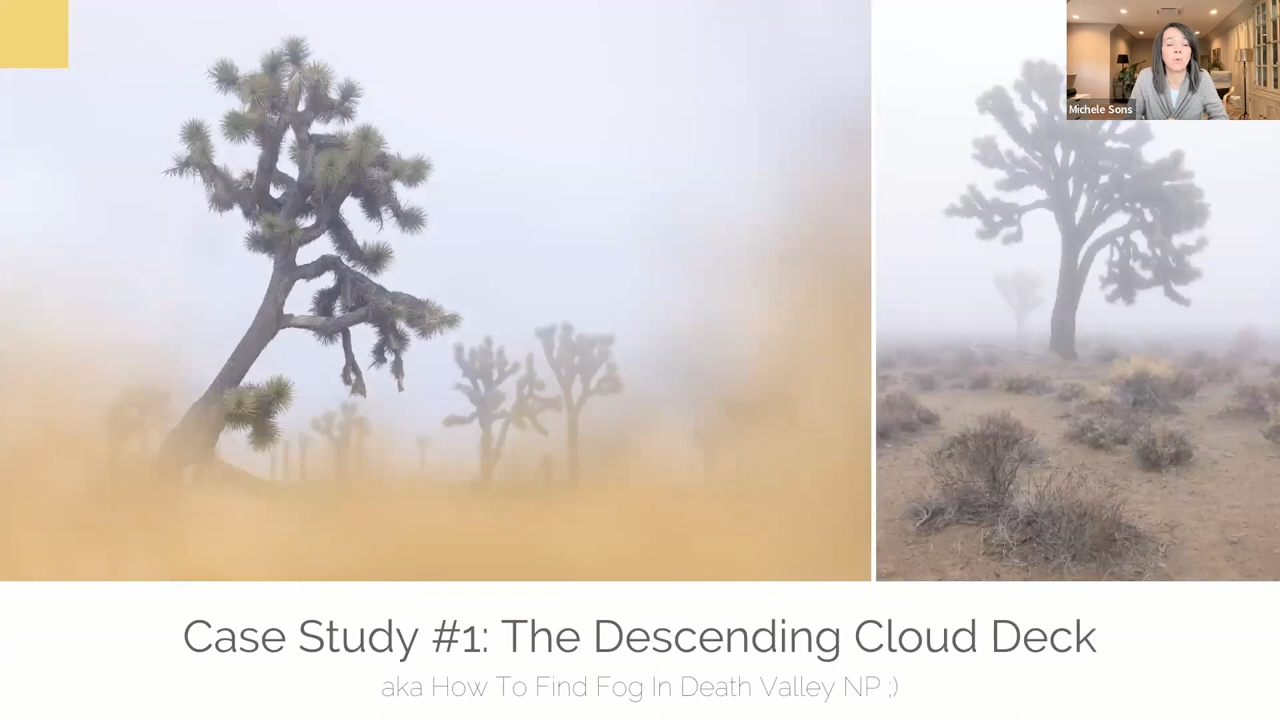 Michele Sons
Case Study #1: The Descending Cloud Deck
aka How To Find Fog In Death Valley NP ;)